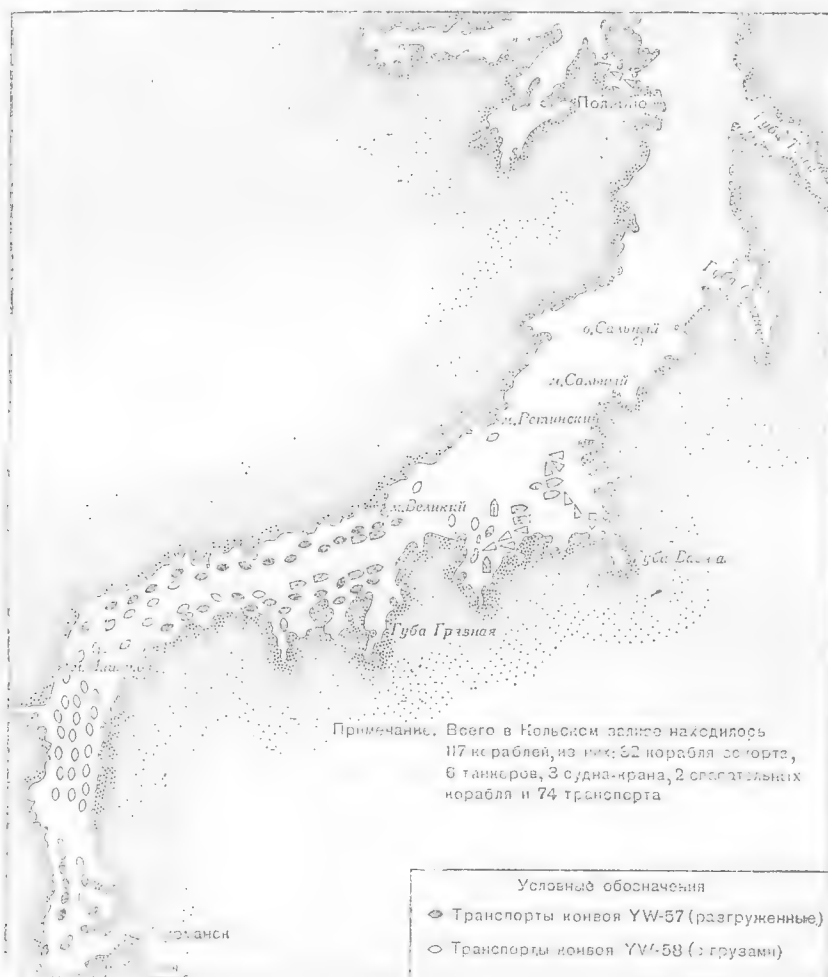 о.Сальный
м.Сальный
м.Ретинский
м.Великий
Губа Грязная
Примечание. Всего в Кольском заливе находилось
117 кораблей, из них: 32 корабля эскорта,
6 танкеров, 3 судна-крана, 2 спасательных
корабля и 74 транспорта
Условные обозначения
Транспорты конвоя YW-57 (разгруженные)
Транспорты конвоя YW-58 (с грузами)